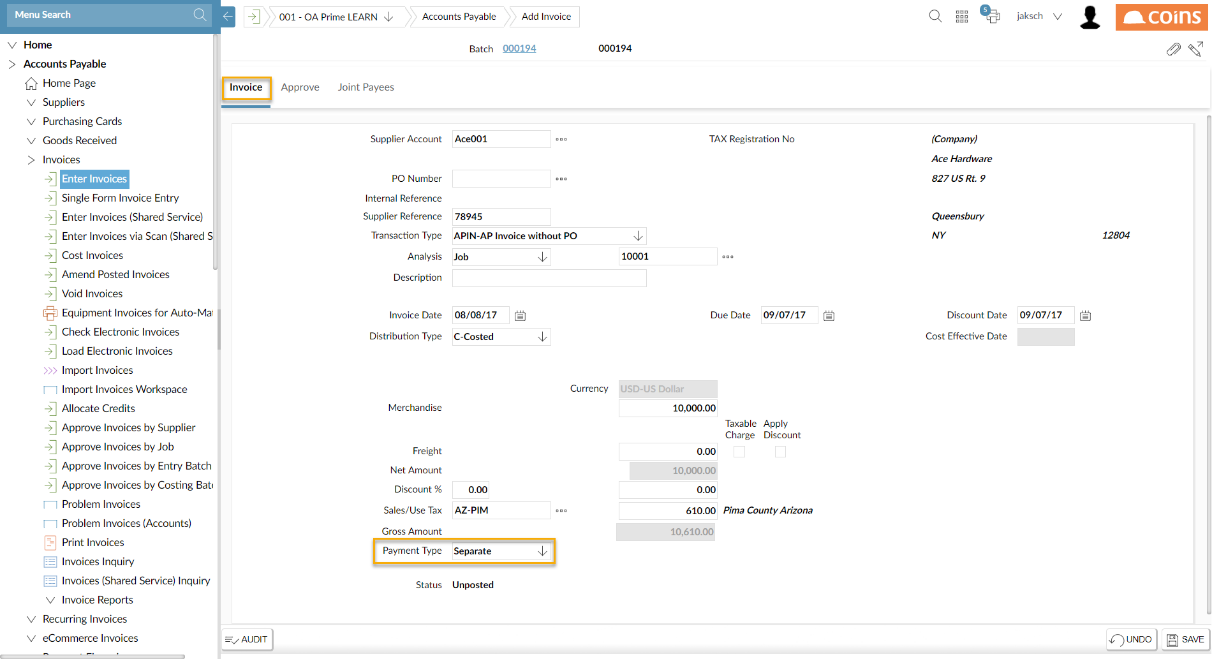 Menu Search
001 - OA Prime LEARN
Accounts Payable
Add Invoice
5
jaksch
COINS
Batch 000194 000194
Home
Accounts Payable
Home Page
Suppliers
Purchasing Cards
Goods Received
Invoices
Enter Invoices
Single Form Invoice Entry
Enter Invoices (Shared Service)
Enter Invoices via Scan (Shared S
Cost Invoices
Amend Posted Invoices
Void Invoices
Equipment Invoices for Auto-Ma
Check Electronic Invoices
Load Electronic Invoices
Import Invoices
Import Invoices Workspace
Allocate Credits
Approve Invoices by Supplier
Approve Invoices by Job
Approve Invoices by Entry Batch
Approve Invoices by Costing Bat
Problem Invoices
Problem Invoices (Accounts)
Print Invoices
Invoices Inquiry
Invoices (Shared Service) Inquiry
Invoice Reports
Recurring Invoices
eCommerce Invoices
Invoice Approve Joint Payees
Supplier Account Ace001 TAX Registration No (Company)
Ace Hardware
PO Number 827 US Rt. 9
Internal Reference
Supplier Reference 78945 Queensbury
Transaction Type APIN-AP Invoice without PO NY 12804
Analysis Job 10001
Description
Invoice Date 08/08/17 Due Date 09/07/17 Discount Date 09/07/17
Distribution Type C-Costed Cost Effective Date
Currency USD-US Dollar
Merchandise 10,000.00
Taxable Charge Apply Discount
Freight 0.00
Net Amount 10,000.00
Discount % 0.00 0.00
Sales/Use Tax AZ-PIM 610.00 Pima County Arizona
Gross Amount 10,610.00
Payment Type Separate
Status Unposted
AUDIT UNDO SAVE